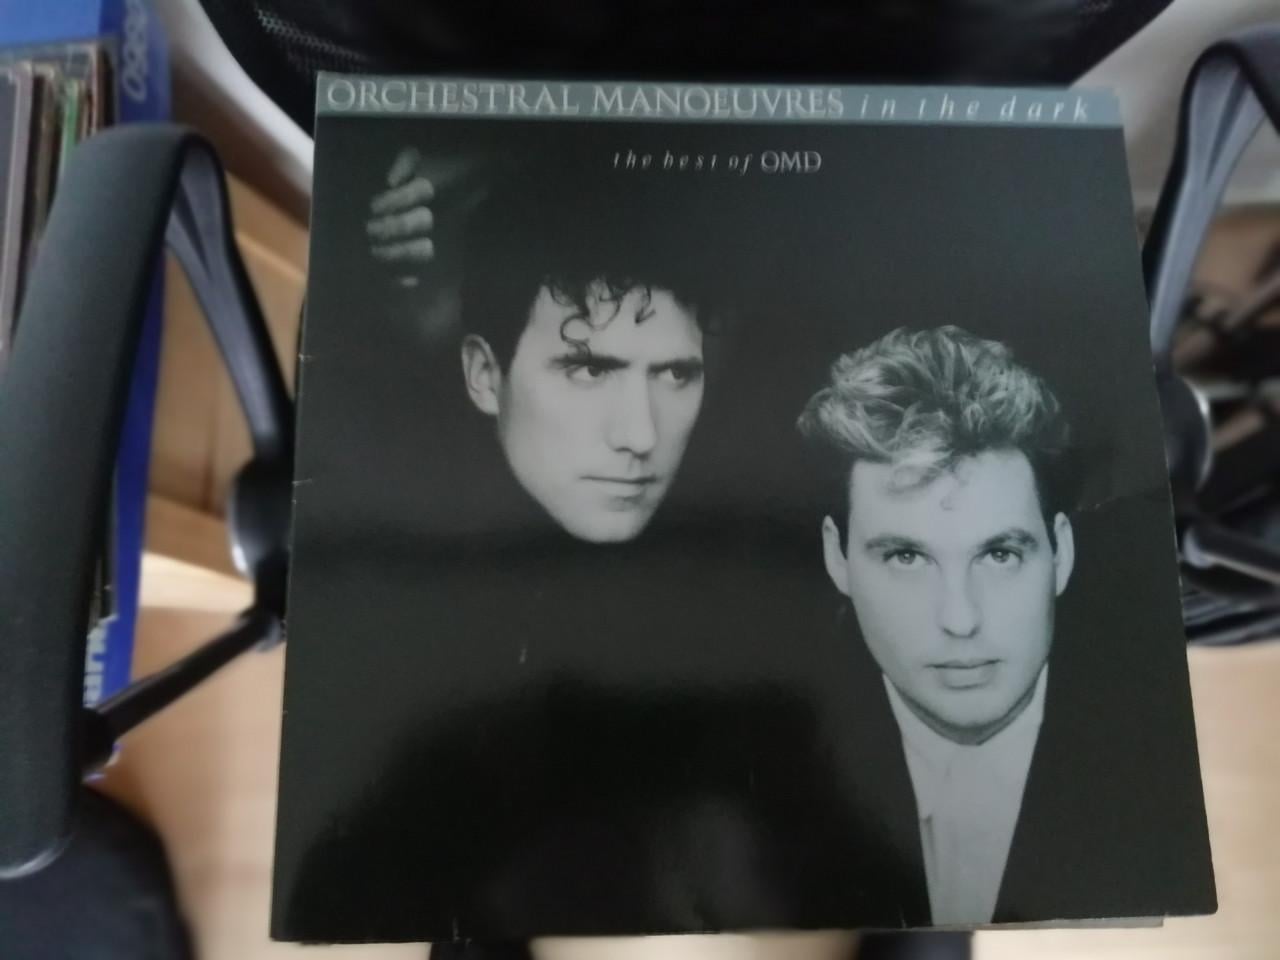 ORCHESTRAL MANOEUVRES in the dark
the best of OMD